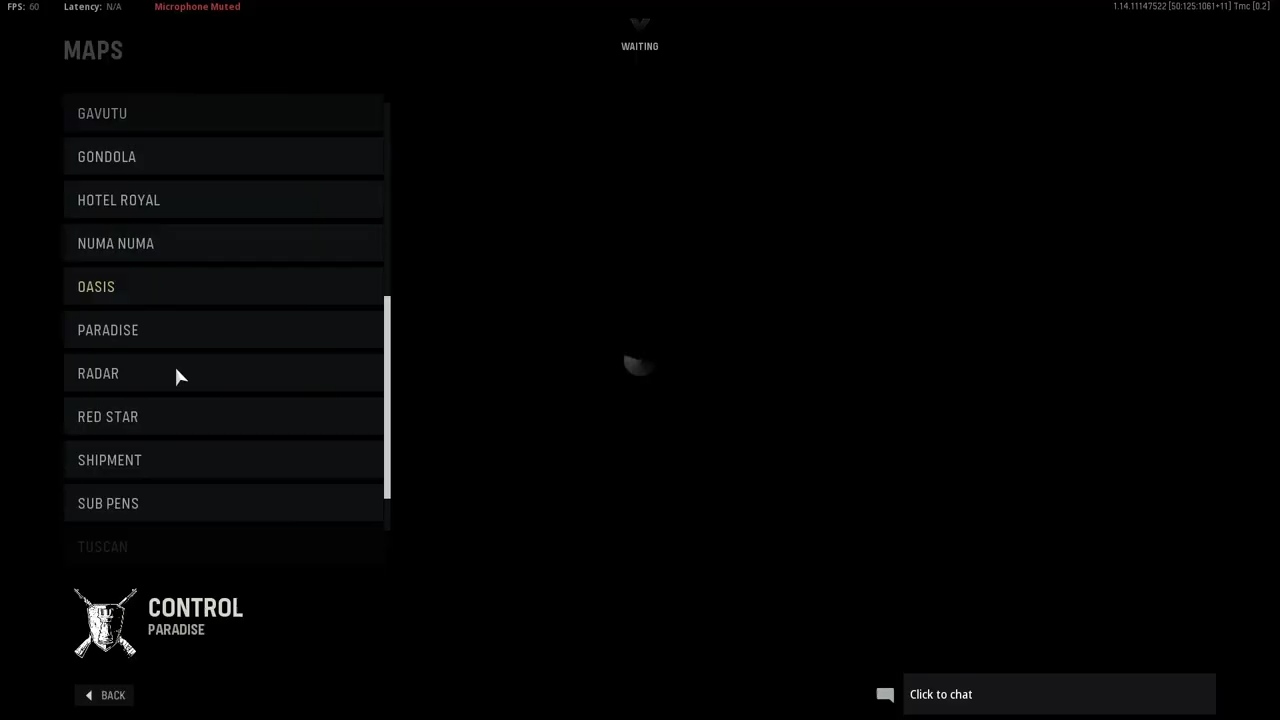 FPS: 60 Latency: N/A Microphone Muted 1.14.11147522 [50:125:1061+11] Tmc [0.2]
WAITING
MAPS
GAVUTU
GONDOLA
HOTEL ROYAL
NUMA NUMA
OASIS
PARADISE
RADAR
RED STAR
SHIPMENT
SUB PENS
TUSCAN
CONTROL
PARADISE
BACK
Click to chat